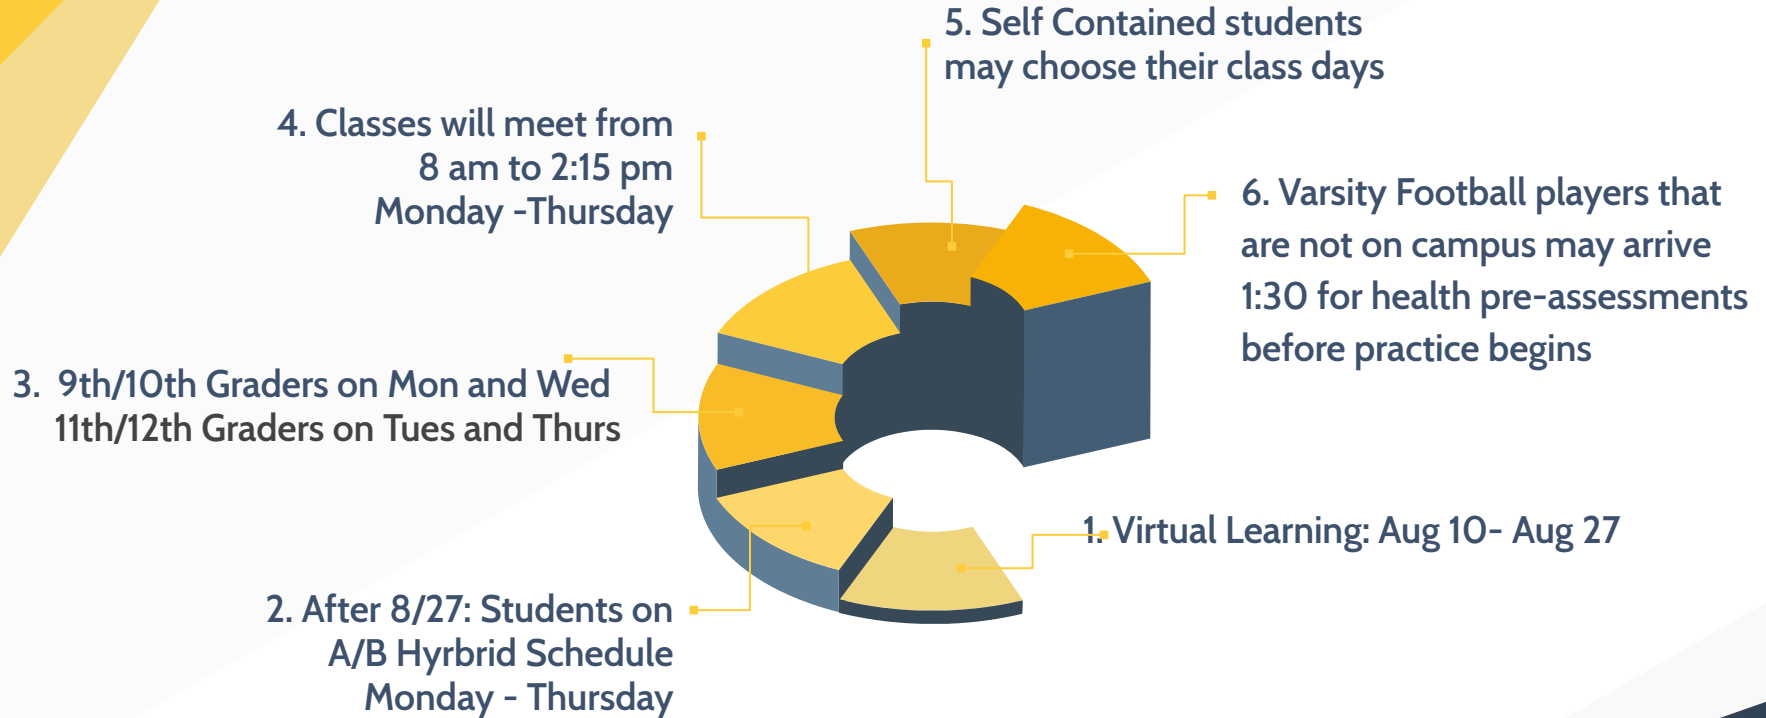 5. Self Contained students
may choose their class days
4. Classes will meet from
8 am to 2:15 pm
Monday -Thursday
6. Varsity Football players that
are not on campus may arrive
1:30 for health pre-assessments
before practice begins
3. 9th/10th Graders on Mon and Wed
11th/12th Graders on Tues and Thurs
1. Virtual Learning: Aug 10- Aug 27
2. After 8/27: Students on
A/B Hyrbrid Schedule
Monday - Thursday